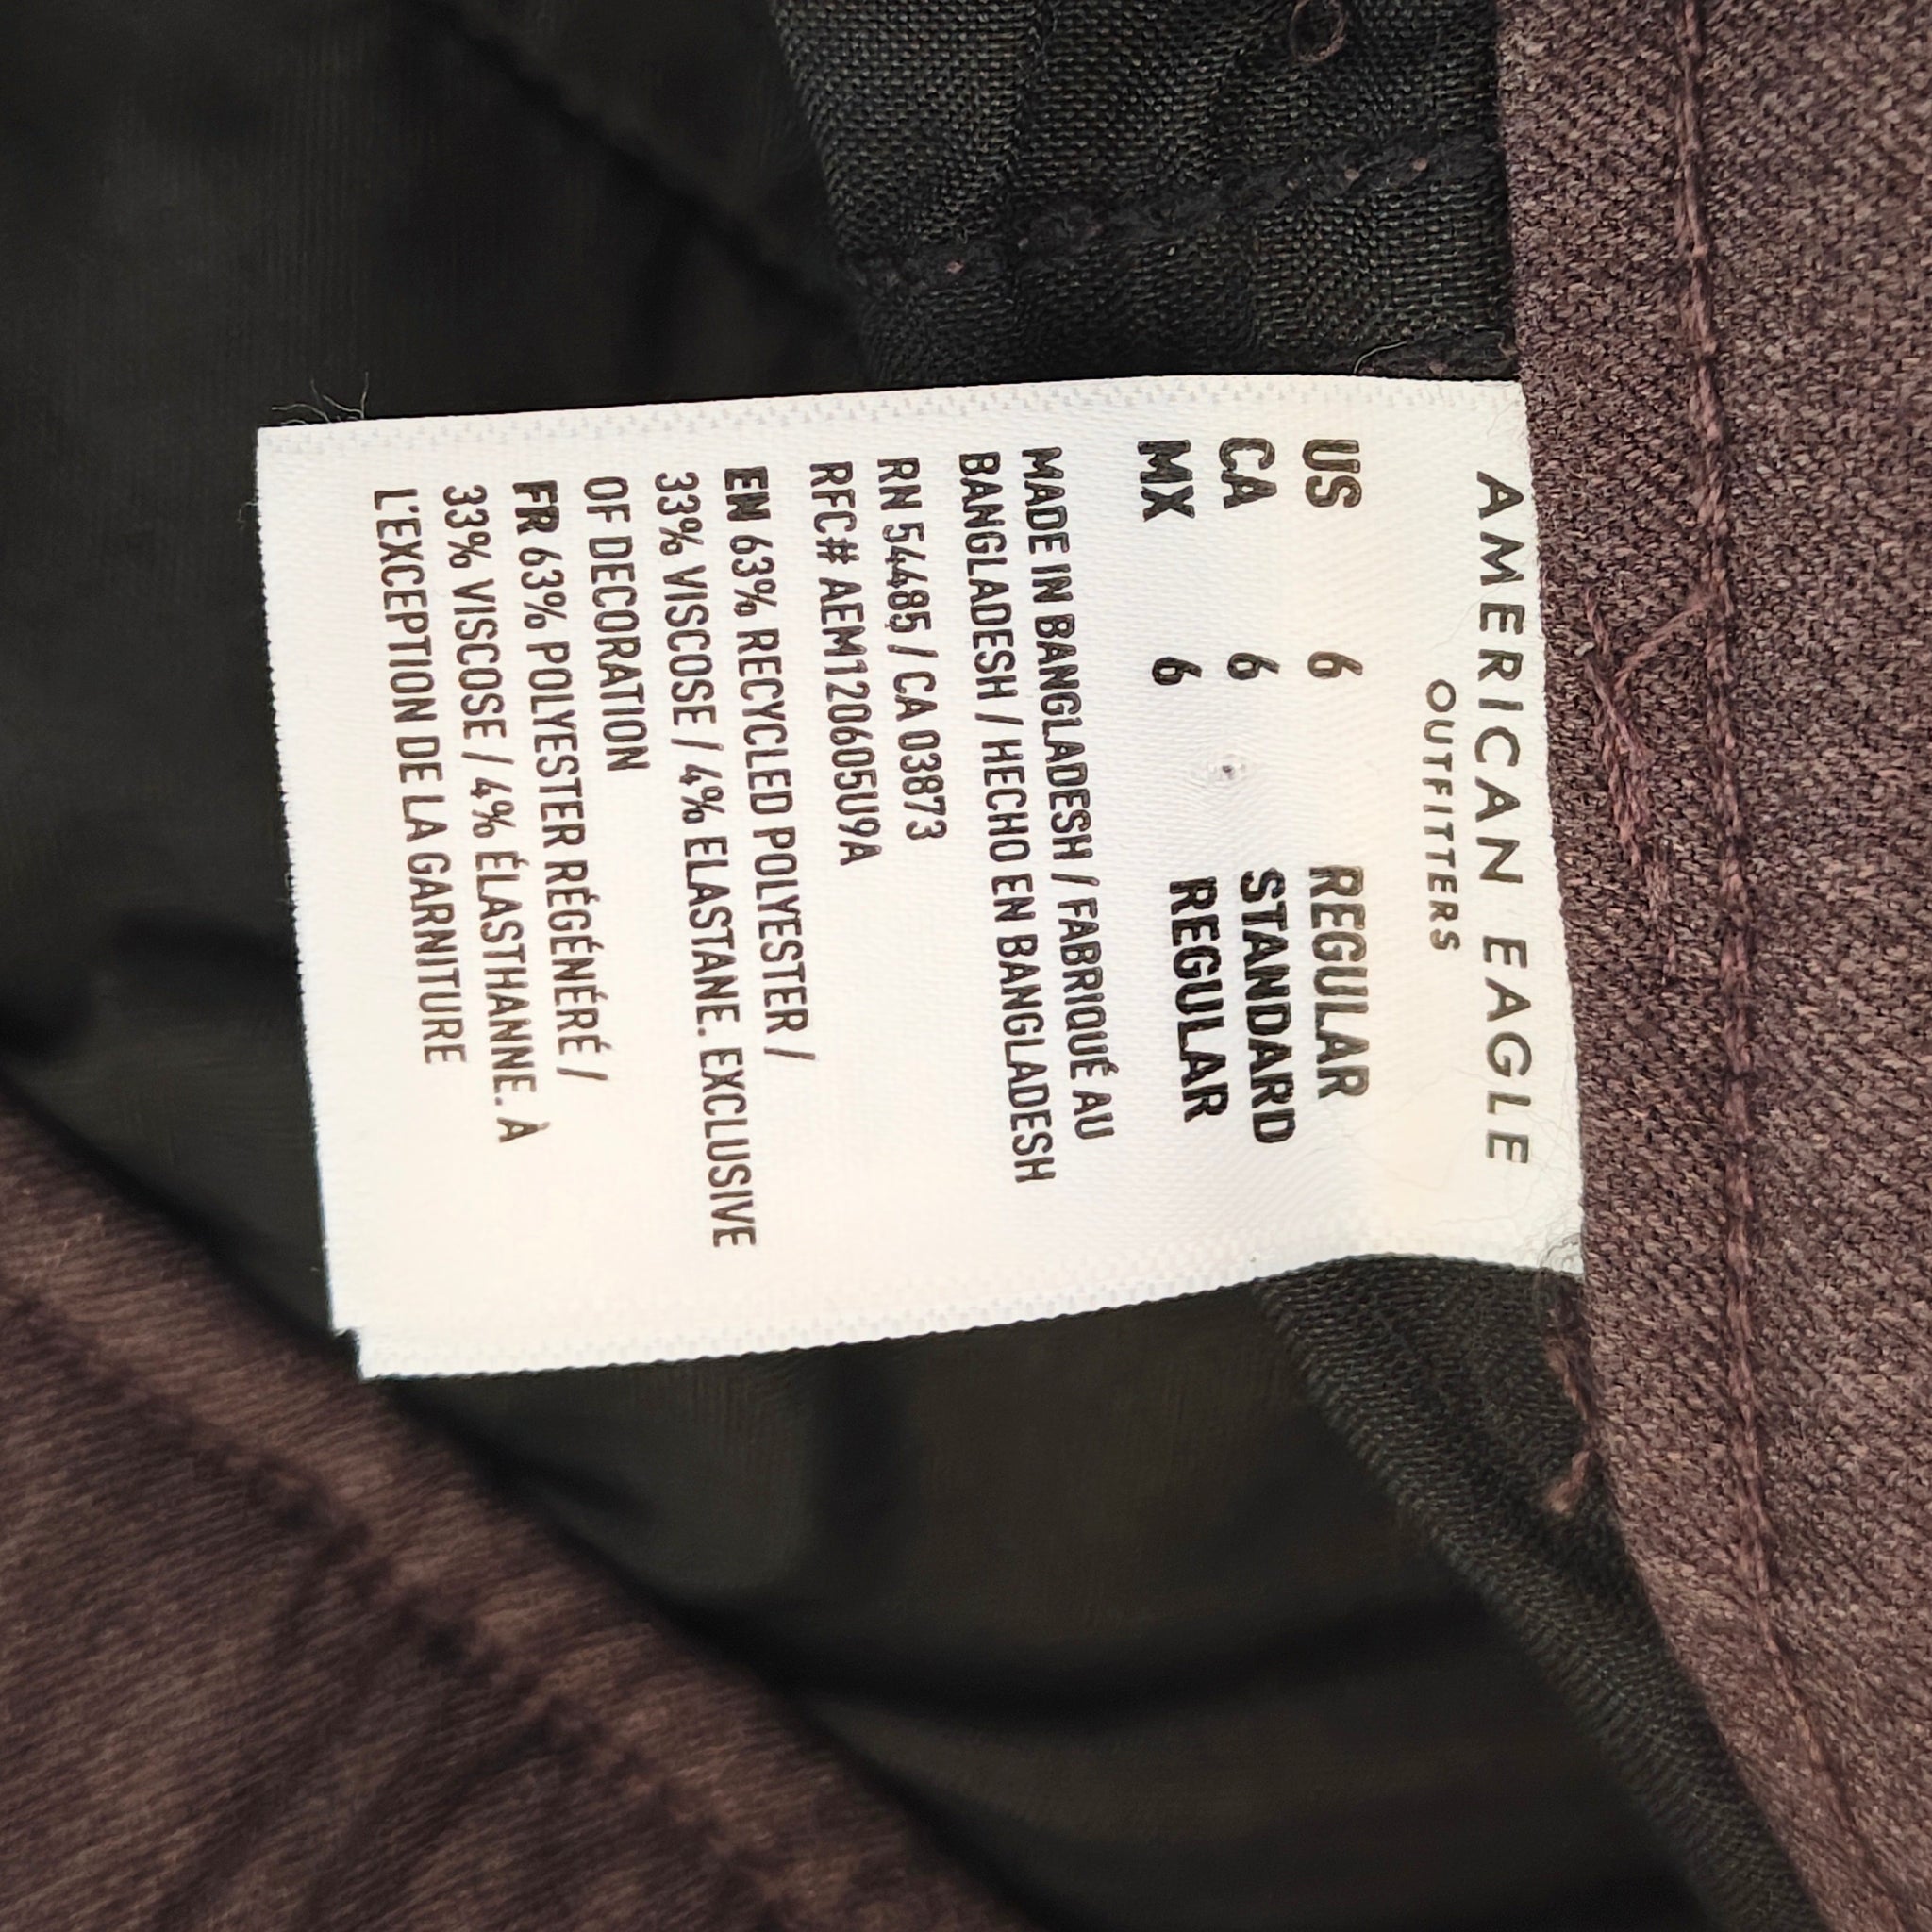 AMERICAN EAGLE
OUTFITTERS
US 6 REGULAR
CA 6 STANDARD
MX 6 REGULAR
MADE IN BANGLADESH / FABRIQUÉ AU
BANGLADESH / HECHO EN BANGLADESH
RN 54485 / CA 03873
RFC# AEM120605U9A
EN 63% RECYCLED POLYESTER /
33% VISCOSE / 4% ELASTANE. EXCLUSIVE
OF DECORATION
FR 63% POLYESTER RÉGÉNÉRÉ /
33% VISCOSE / 4% ÉLASTHANNE. À
L'EXCEPTION DE LA GARNITURE